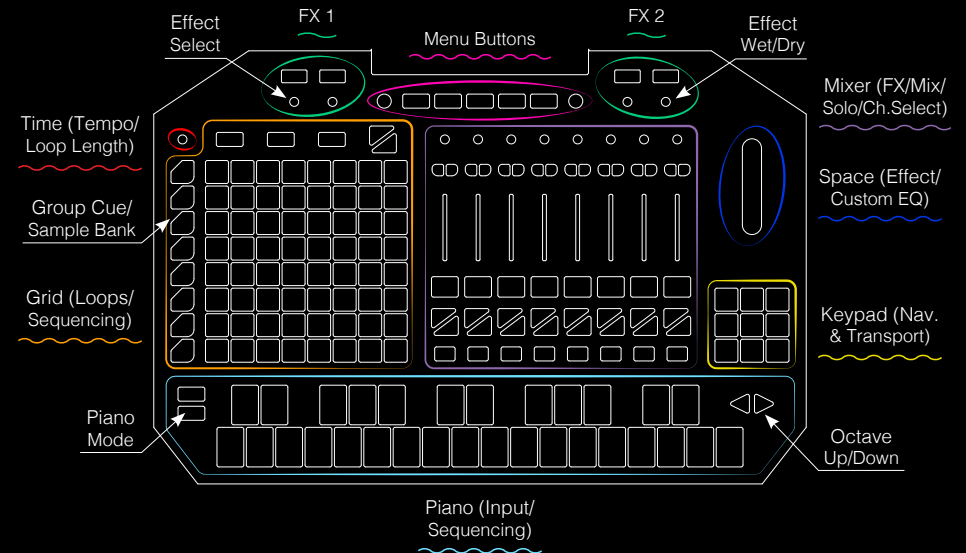 FX 1
FX 2
Effect
Select
Menu Buttons
Effect
Wet/Dry
Mixer (FX/Mix/
Solo/Ch.Select)
Time (Tempo/
Loop Length)
Space (Effect/
Custom EQ)
Group Cue/
Sample Bank
Grid (Loops/
Sequencing)
Keypad (Nav.
& Transport)
Piano
Mode
Octave
Up/Down
Piano (Input/
Sequencing)